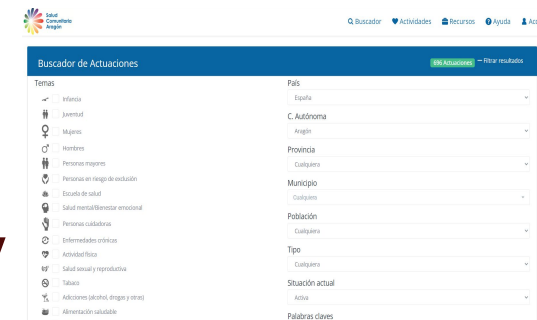 Salud
Comunitaria
Aragón
Buscador
Actividades
Recursos
Ayuda
Buscador de Actuaciones
696 Actuaciones
Filtrar resultados
Temas
Infancia
Juventud
Mujeres
Hombres
Personas mayores
Personas en riesgo de exclusión
Escuela de salud
Salud mental/Bienestar emocional
Personas cuidadoras
Enfermedades crónicas
Actividad física
Salud sexual y reproductiva
Tabaco
Adicciones (alcohol, drogas y otras)
Alimentación saludable
País
España
C. Autónoma
Aragón
Provincia
Cualquiera
Municipio
Cualquiera
Población
Cualquiera
Tipo
Cualquiera
Situación actual
Activa
Palabras claves